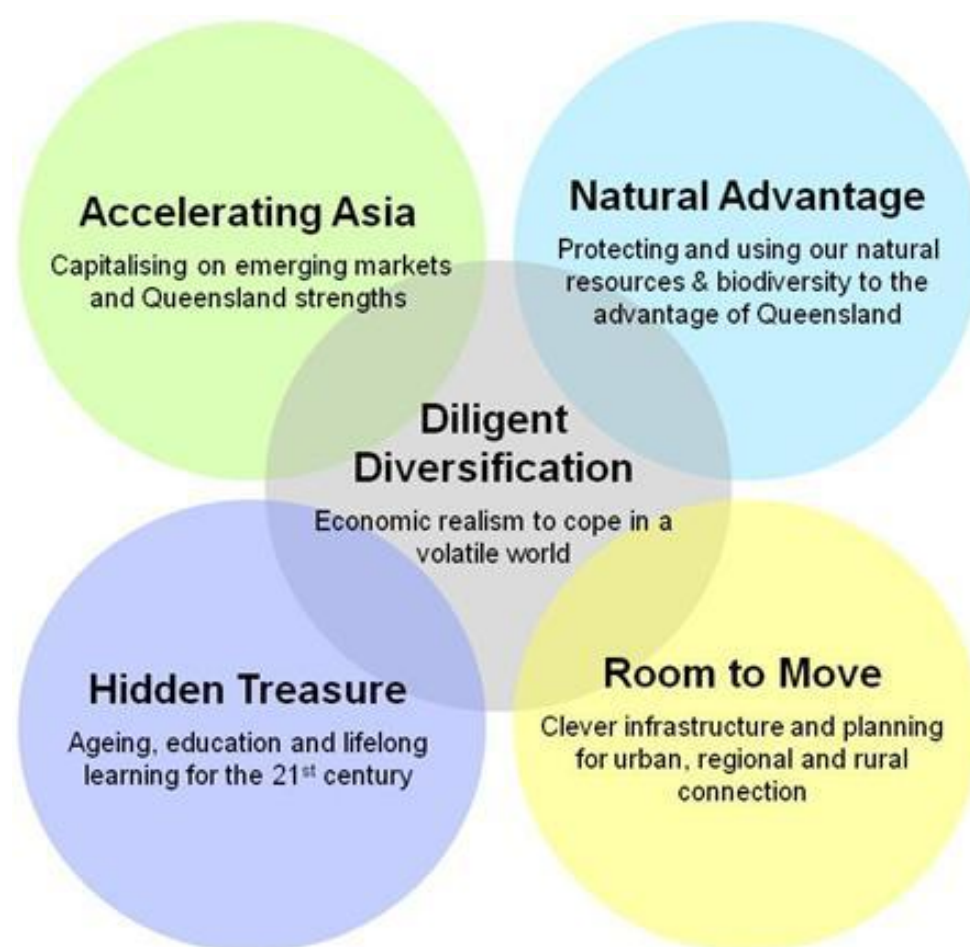 Accelerating Asia
Capitalising on emerging markets
and Queensland strengths
Natural Advantage
Protecting and using our natural
resources & biodiversity to the
advantage of Queensland
Diligent
Diversification
Economic realism to cope in a
volatile world
Hidden Treasure
Ageing, education and lifelong
learning for the 21st century
Room to Move
Clever infrastructure and planning
for urban, regional and rural
connection